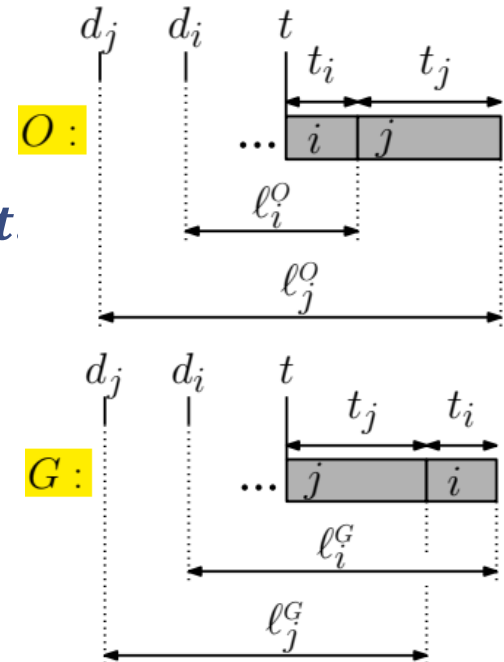 d_j d_i t
t_i t_j
O : ... i j
t.
ℓ_i^O
ℓ_j^O
d_j d_i t
t_j t_i
G : ... j i
ℓ_i^G
ℓ_j^G